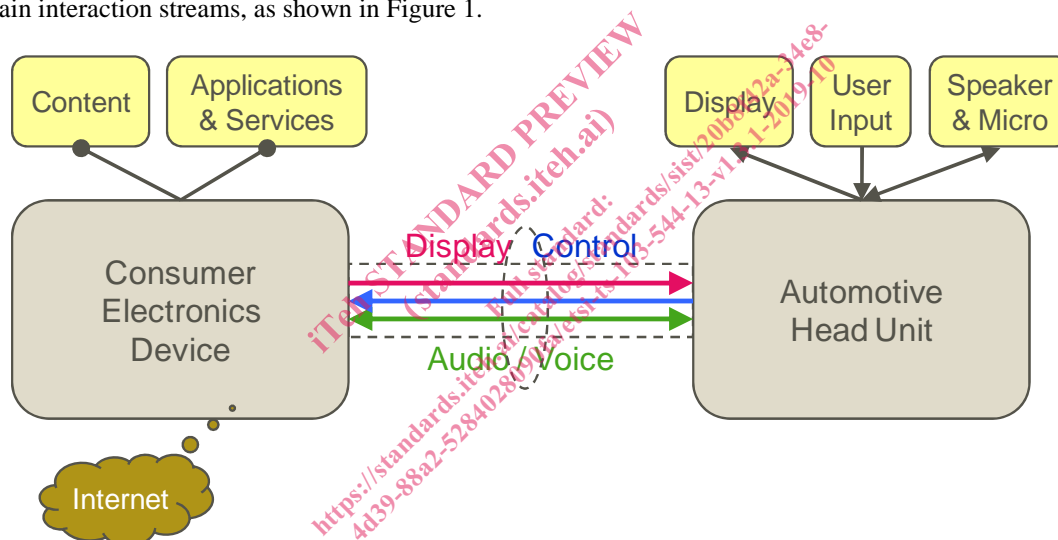 ain interaction streams, as shown in Figure 1.
Content
Applications
& Services
Display
User
Input
Speaker
& Micro
Display
Control
Consumer
Electronics
Device
Automotive
Head Unit
Audio / Voice
Internet
iTeh STANDARD PREVIEW
(standards.iteh.ai)
Full standard:
https://standards.iteh.ai/catalog/standards/sist/20b8f42a-34e8-
4d39-88a2-5284028090fa/etsi-ts-103-544-13-v1.3.1-2019-10